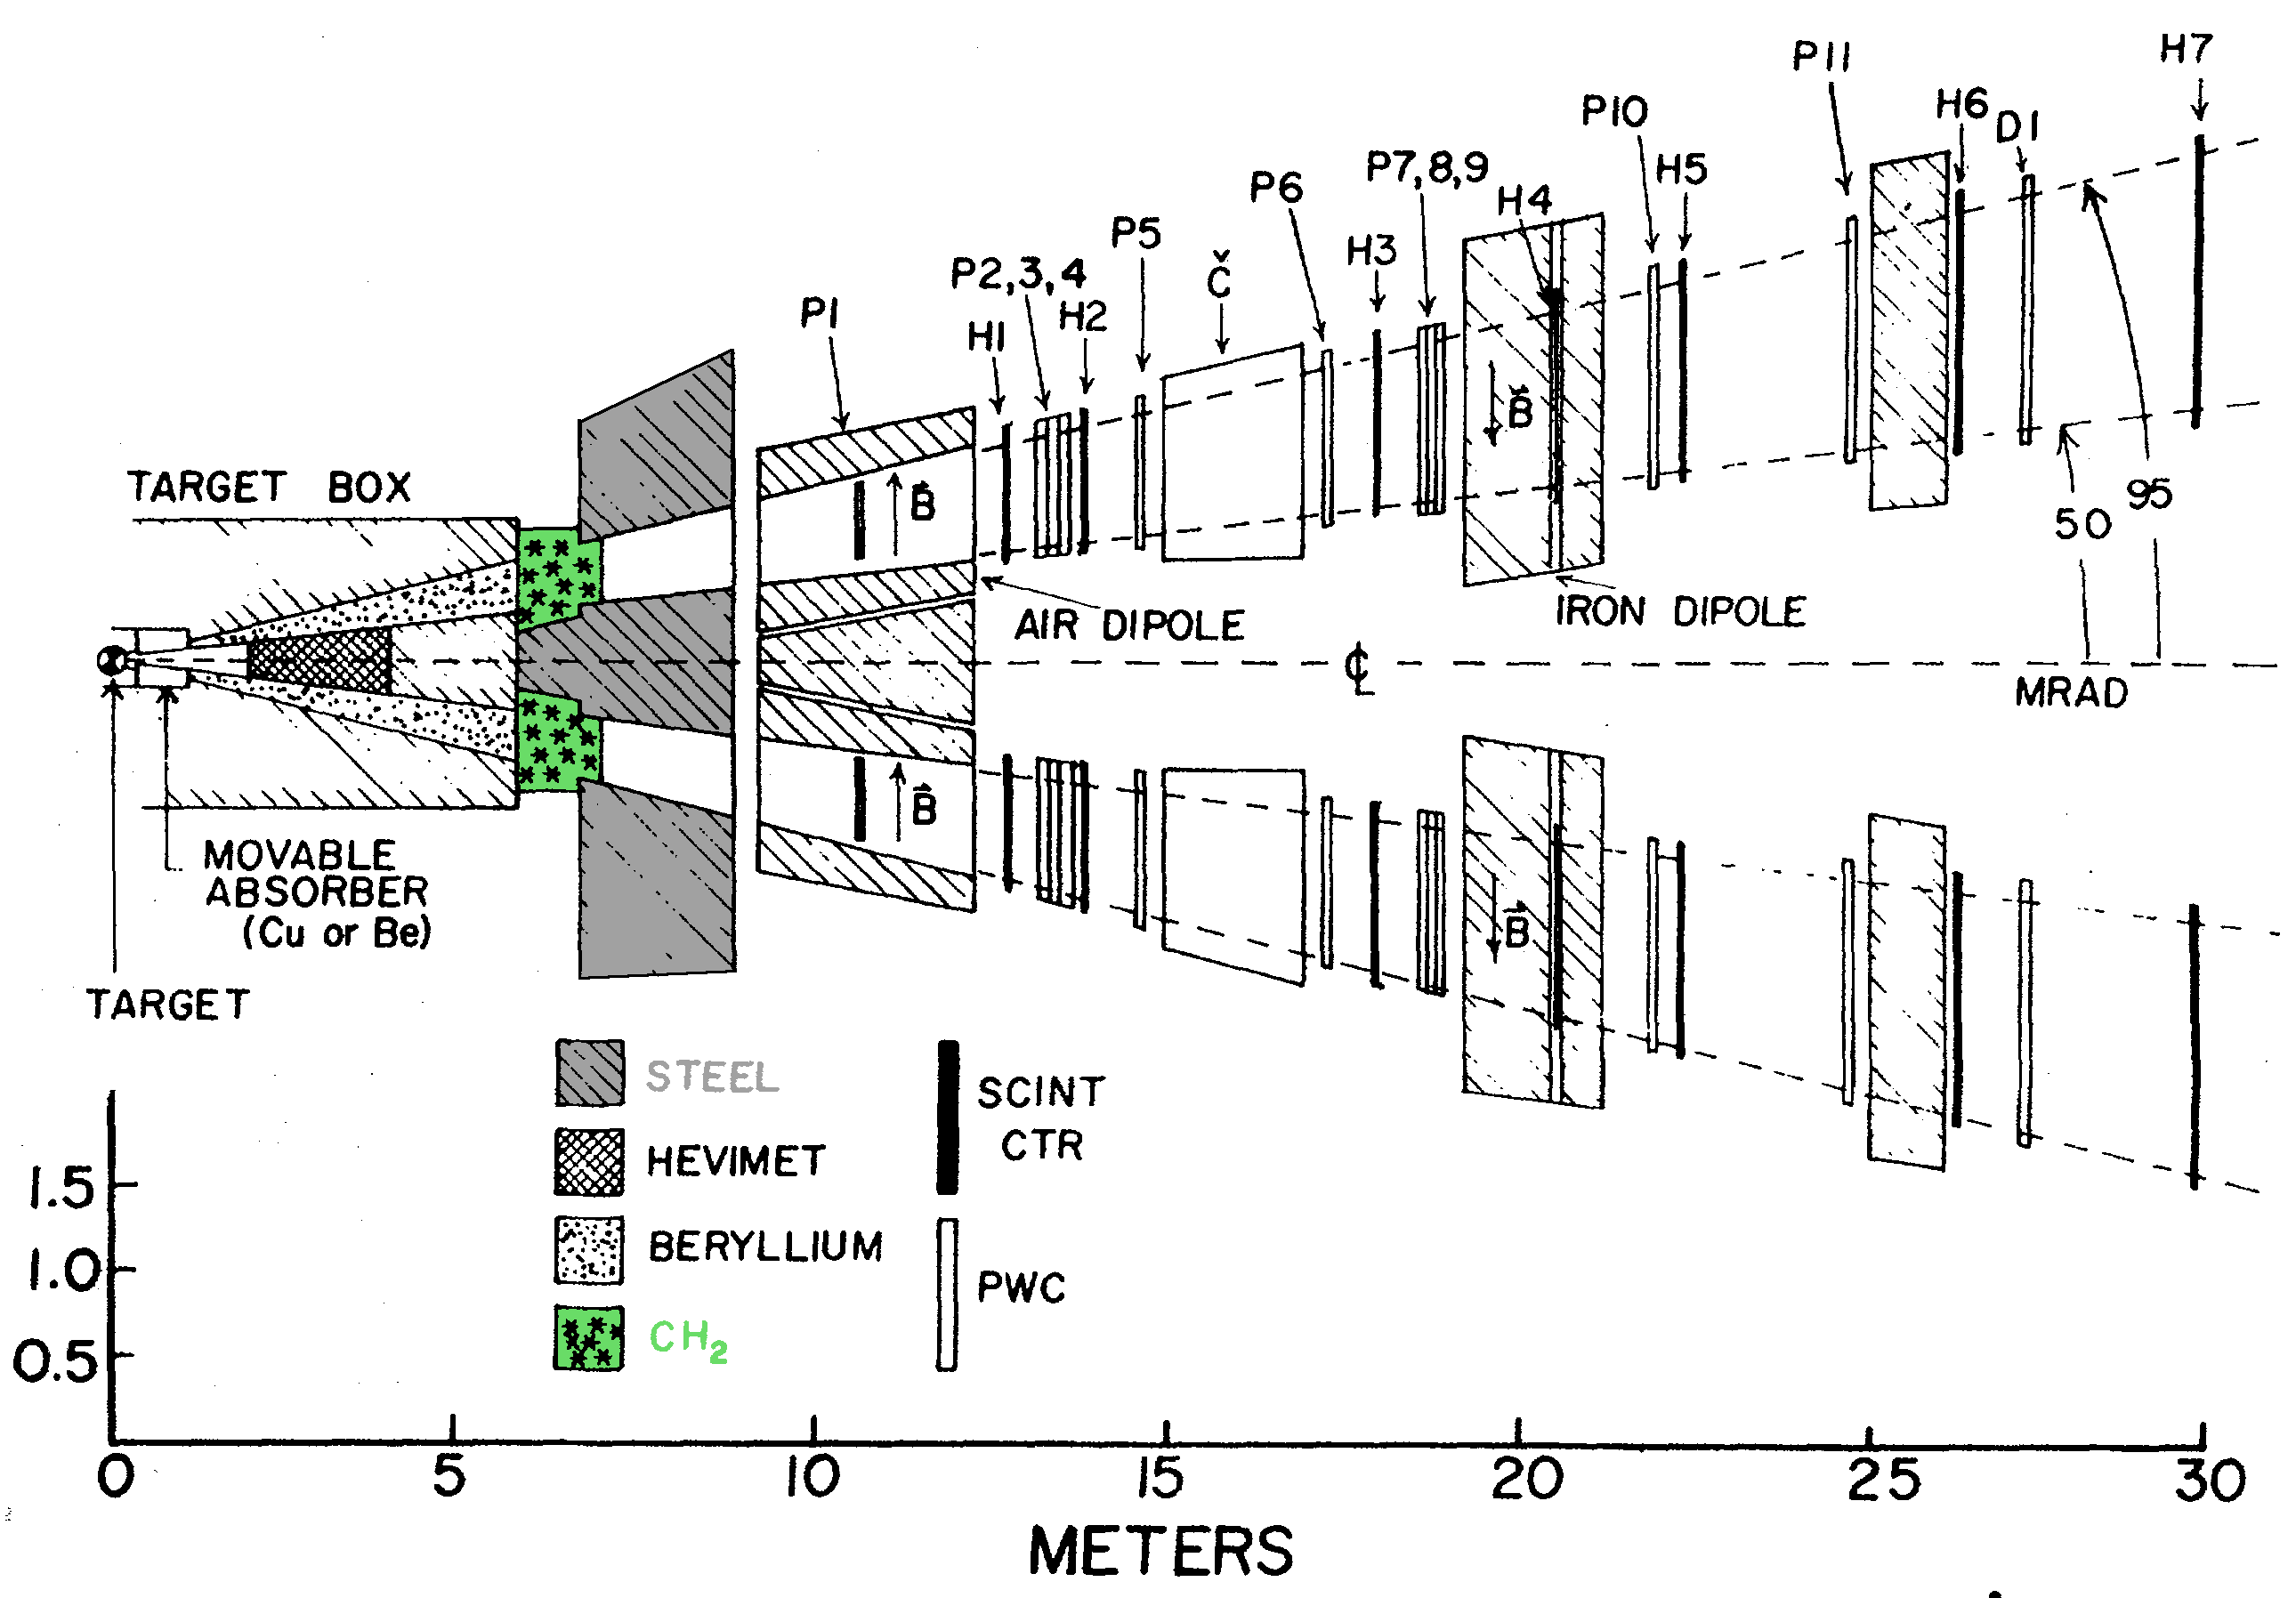 H7
P11
H6
D1
P10
H5
P7,8,9
H4
P6
H3
P5
Č
P2,3,4
H2
H1
P1
TARGET BOX
B⃗
B⃗
95
50
AIR DIPOLE
IRON DIPOLE
℄
MRAD
B⃗
B⃗
MOVABLE
ABSORBER
(Cu or Be)
TARGET
STEEL
HEVIMET
BERYLLIUM
CH₂
SCINT
CTR
PWC
1.5
1.0
0.5
0 5 10 15 20 25 30
METERS